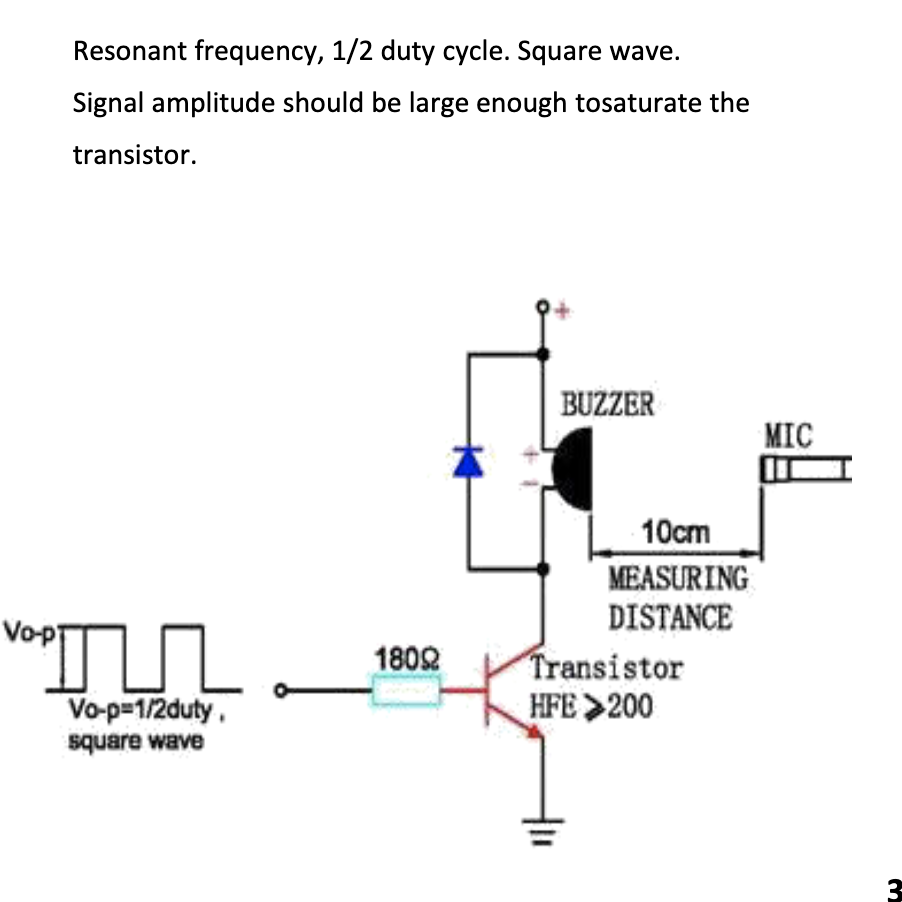 Resonant frequency, 1/2 duty cycle. Square wave.
Signal amplitude should be large enough tosaturate the
transistor.
+
BUZZER
MIC
+
−
10cm
MEASURING
DISTANCE
Vo-p
180Ω
Transistor
HFE ⩾200
Vo-p=1/2duty,
square wave
3